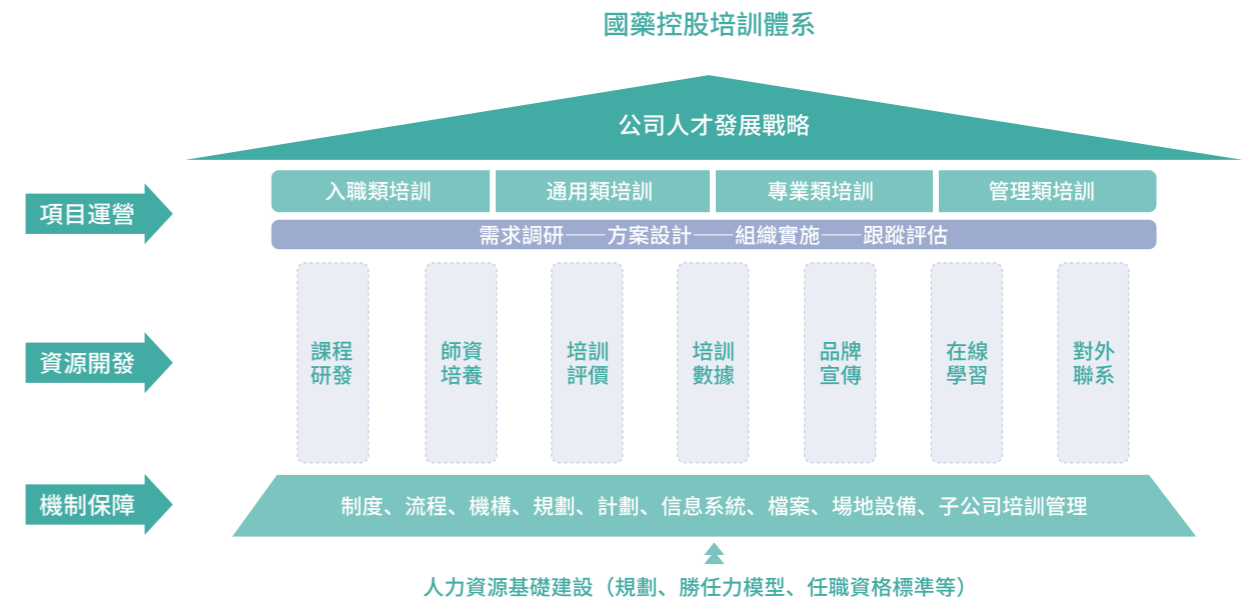 國藥控股培訓體系
公司人才發展戰略
項目運營
入職類培訓
通用類培訓
專業類培訓
管理類培訓
需求調研——方案設計——組織實施——跟蹤評估
資源開發
課程
研發
師資
培養
培訓
評價
培訓
數據
品牌
宣傳
在線
學習
對外
聯系
機制保障
制度、流程、機構、規劃、計劃、信息系統、檔案、場地設備、子公司培訓管理
人力資源基礎建設（規劃、勝任力模型、任職資格標準等）